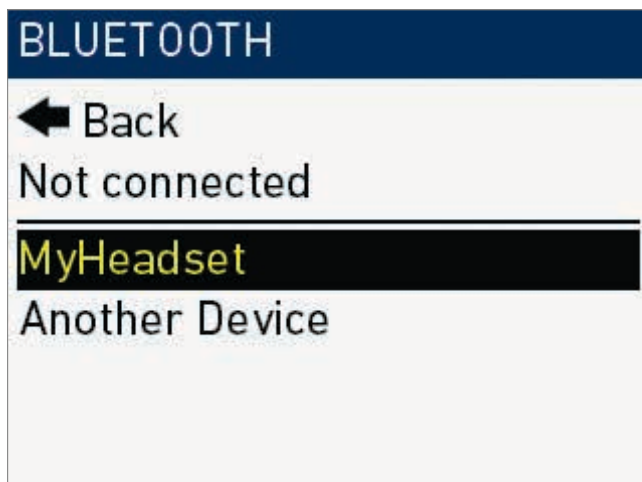 BLUETOOTH
Back
Not connected
MyHeadset
Another Device